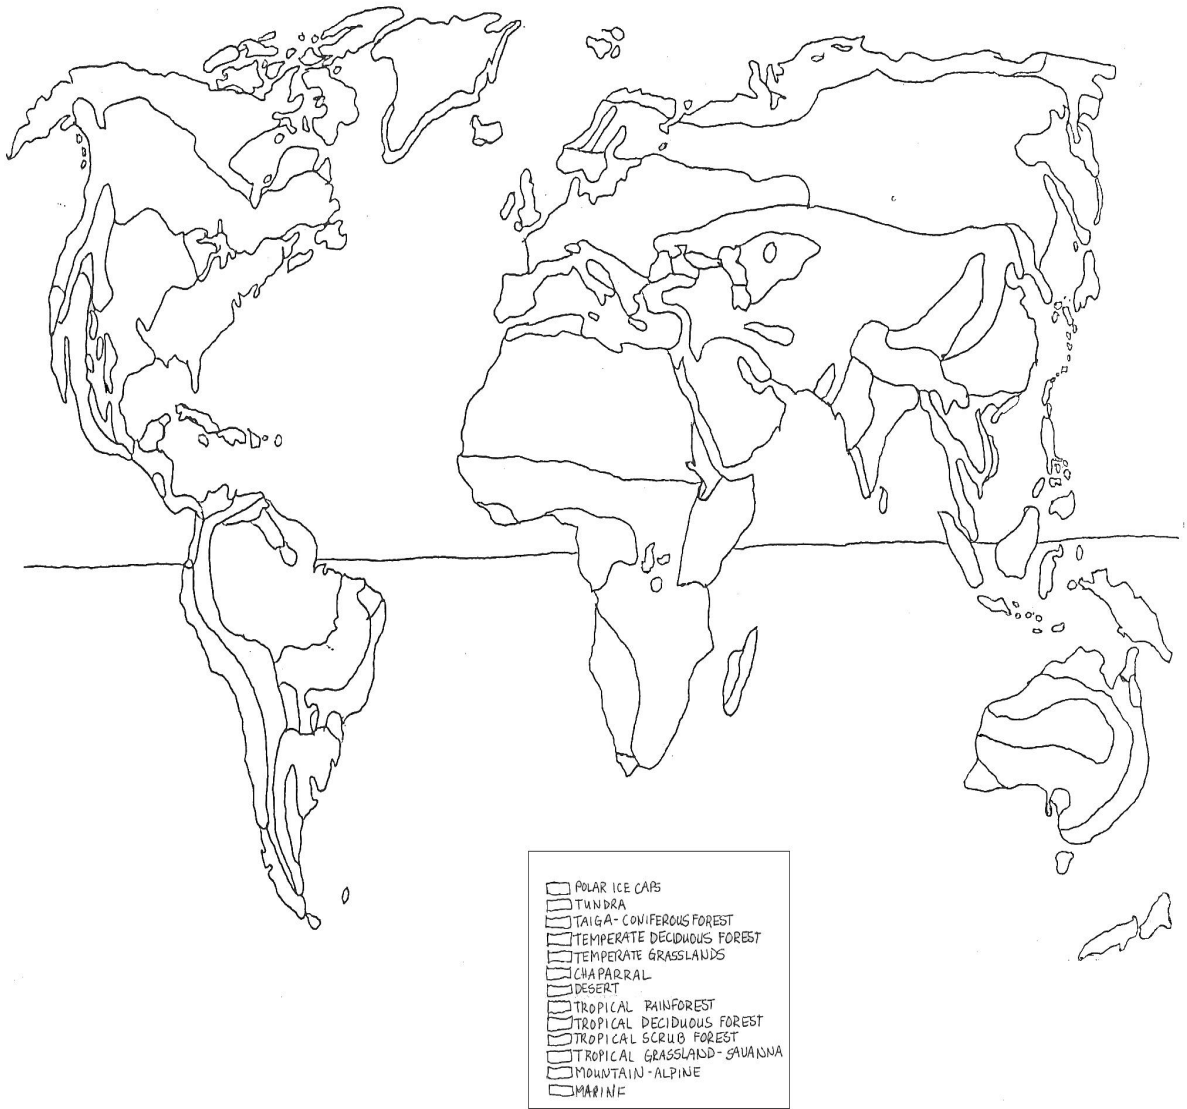 POLAR ICE CAPS
TUNDRA
TAIGA-CONIFEROUS FOREST
TEMPERATE DECIDUOUS FOREST
TEMPERATE GRASSLANDS
CHAPARRAL
DESERT
TROPICAL RAINFOREST
TROPICAL DECIDUOUS FOREST
TROPICAL SCRUB FOREST
TROPICAL GRASSLAND-SAVANNA
MOUNTAIN-ALPINE
MARINE